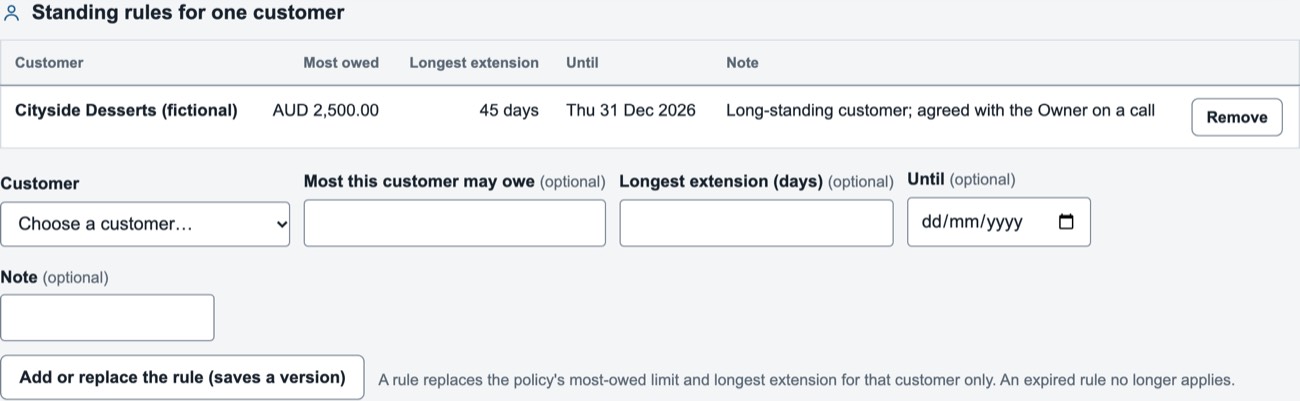 Standing rules for one customer
Customer Most owed Longest extension Until Note
Cityside Desserts (fictional) AUD 2,500.00 45 days Thu 31 Dec 2026 Long-standing customer; agreed with the Owner on a call Remove
Customer Most this customer may owe (optional) Longest extension (days) (optional) Until (optional)
Choose a customer... dd/mm/yyyy
Note (optional)
Add or replace the rule (saves a version) A rule replaces the policy's most-owed limit and longest extension for that customer only. An expired rule no longer applies.